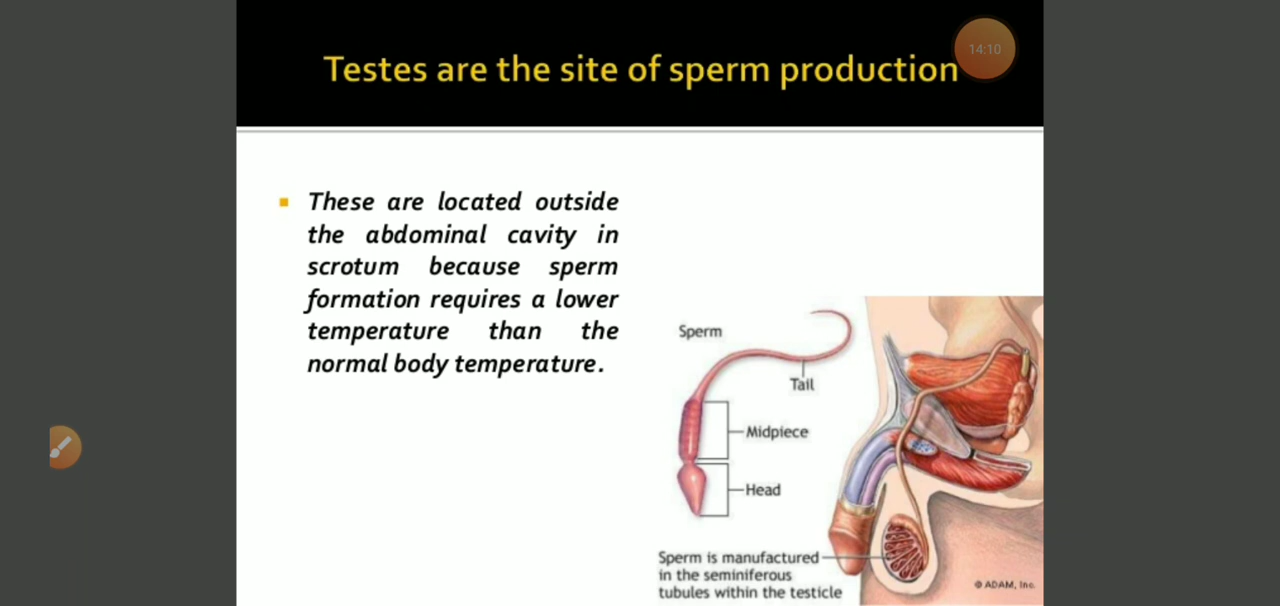 14:10
Testes are the site of sperm production
These are located outside
the abdominal cavity in
scrotum because sperm
formation requires a lower
temperature than the
normal body temperature.
Sperm
Tail
Midpiece
Head
Sperm is manufactured
in the seminiferous
tubules within the testicle
© ADAM, Inc.